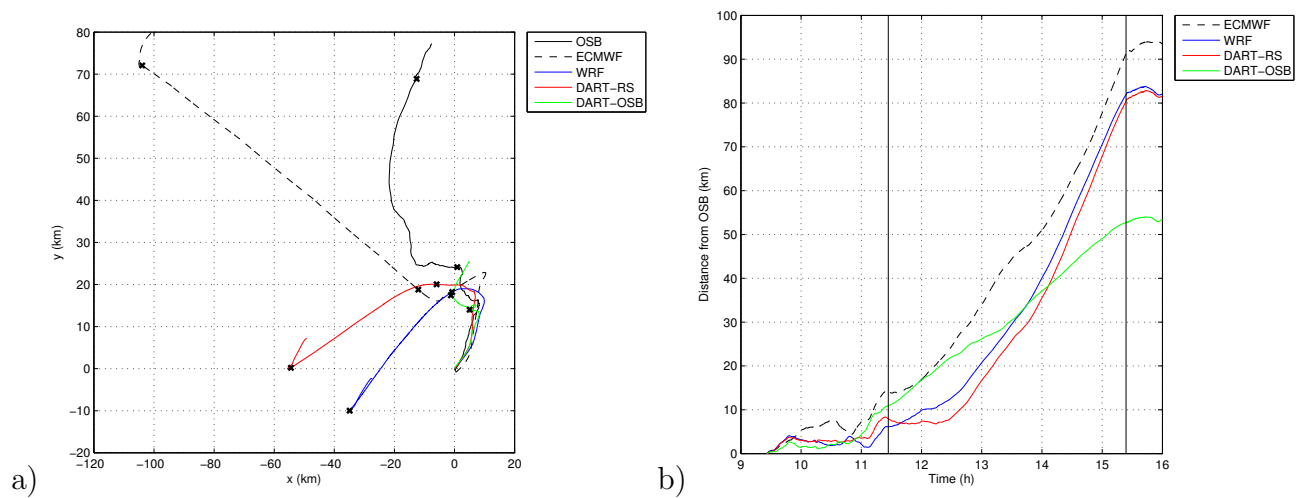 80
70
60
50
40
30
20
10
0
−10
−20
−120
−100
−80
−60
−40
−20
0
20
x (km)
y (km)
OSB
ECMWF
WRF
DART−RS
DART−OSB
a)
100
90
80
70
60
50
40
30
20
10
0
9
10
11
12
13
14
15
16
Time (h)
Distance from OSB (km)
ECMWF
WRF
DART−RS
DART−OSB
b)